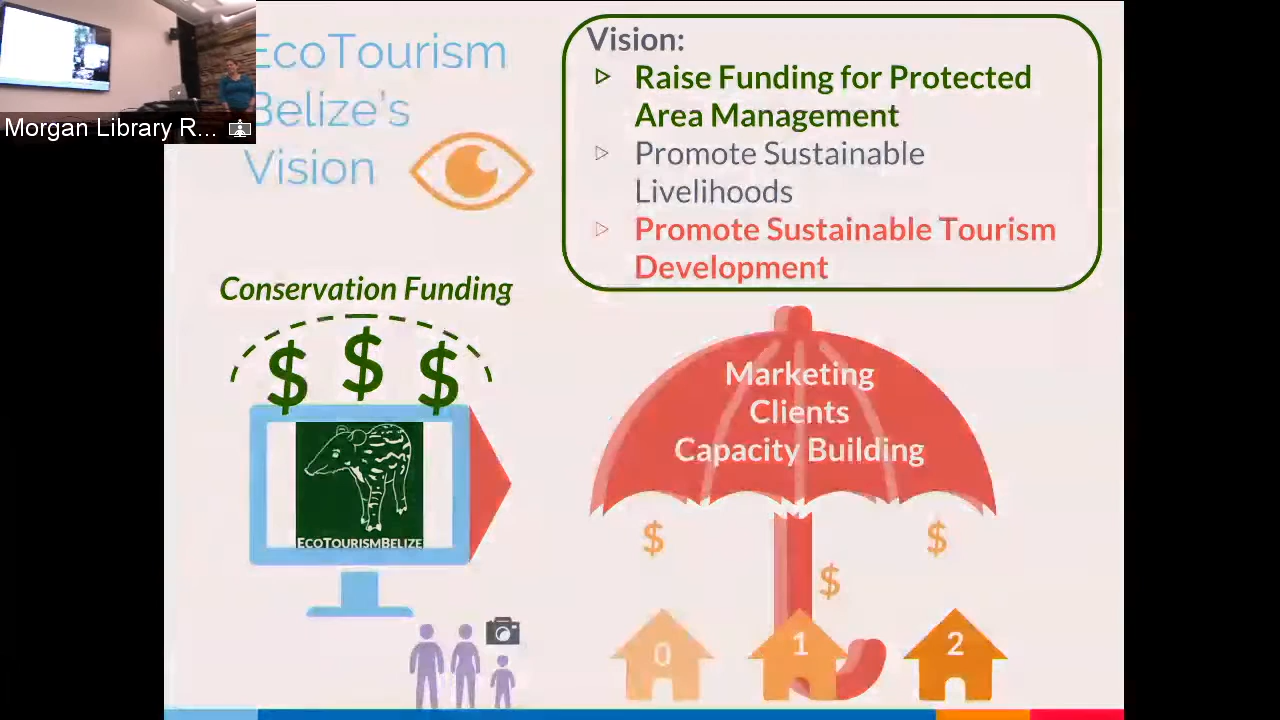 Morgan Library R...
EcoTourism
Belize's
Vision
Vision:
Raise Funding for Protected
Area Management
Promote Sustainable
Livelihoods
Promote Sustainable Tourism
Development
Conservation Funding
$ $ $
ECOTOURISMBELIZE
Marketing
Clients
Capacity Building
$ $ $
0 1 2